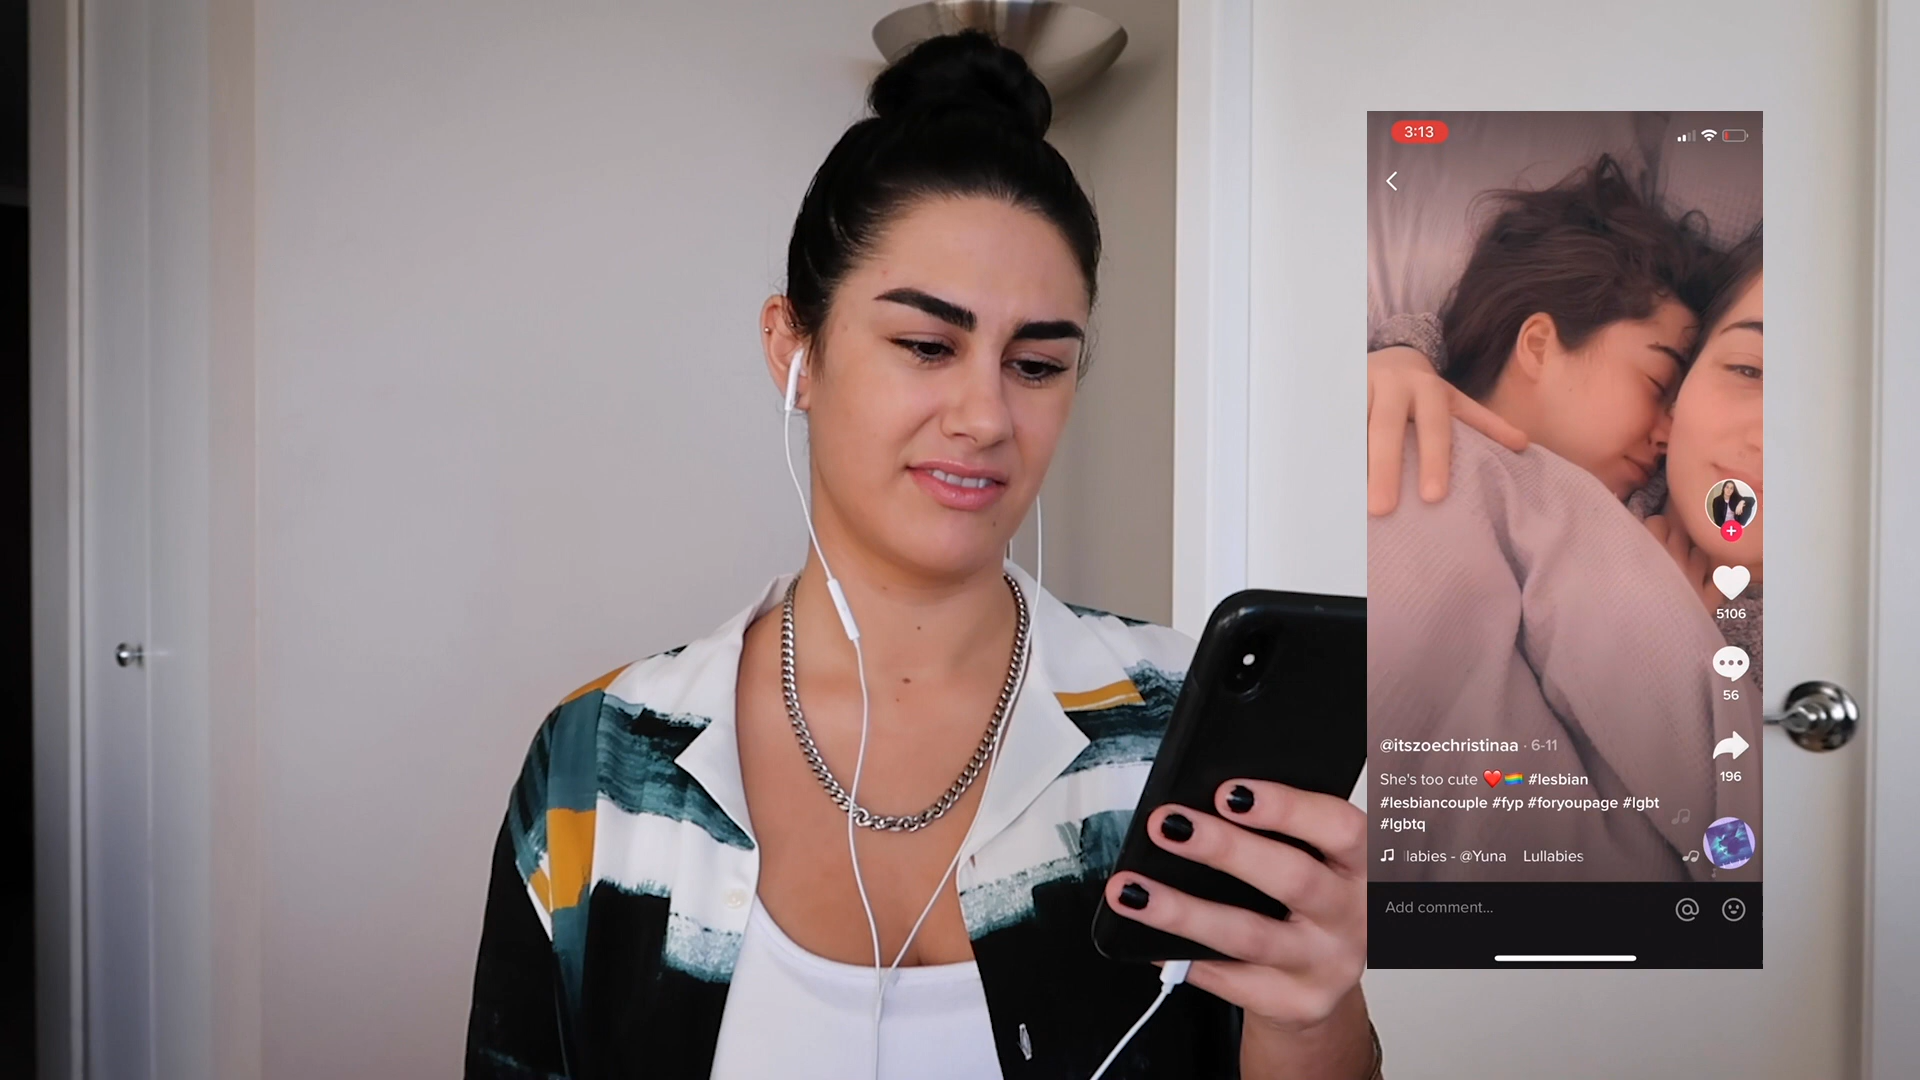 3:13
5106
56
196
@itszoechristinaa · 6-11
She's too cute ❤️🏳️‍🌈 #lesbian
#lesbiancouple #fyp #foryoupage #lgbt
#lgbtq
llabies - @Yuna Lullabies
Add comment...